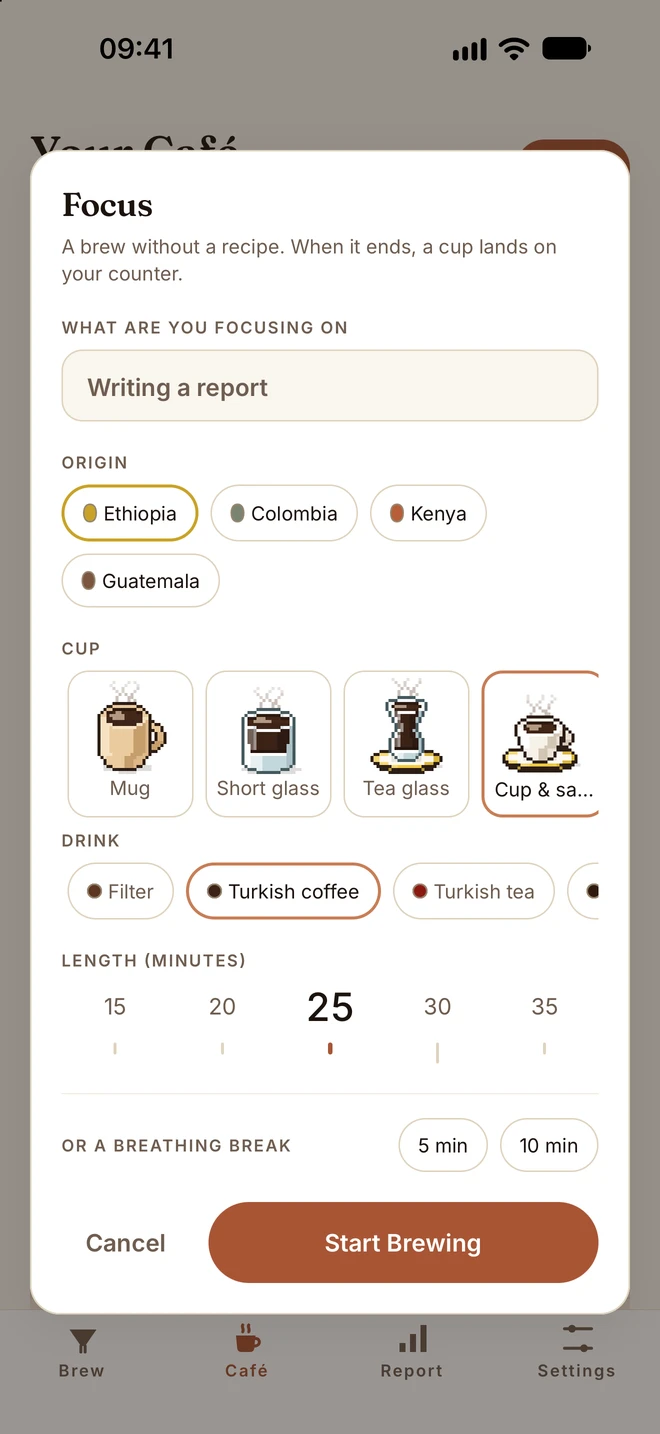 09:41
Your Café
Focus
A brew without a recipe. When it ends, a cup lands on
your counter.
WHAT ARE YOU FOCUSING ON
Writing a report
ORIGIN
Ethiopia Colombia Kenya
Guatemala
CUP
Mug Short glass Tea glass Cup & sa...
DRINK
Filter Turkish coffee Turkish tea
LENGTH (MINUTES)
15 20 25 30 35
OR A BREATHING BREAK 5 min 10 min
Cancel Start Brewing
Brew Café Report Settings